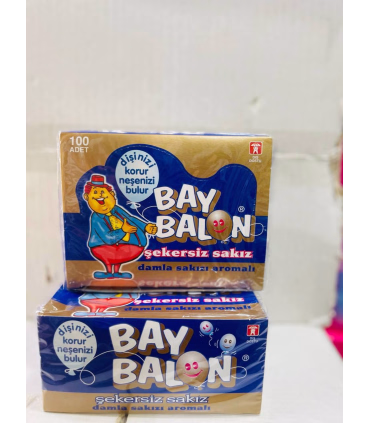 100
ADET
dişinizi
korur
neşenizi
bulur
BAY
BALON
®
şekersiz sakız
damla sakızı aromalı
şekersiz sakız
dişinizi
korur
neşenizi
bulur
BAY
BALON
®
şekersiz sakız
damla sakızı aromalı